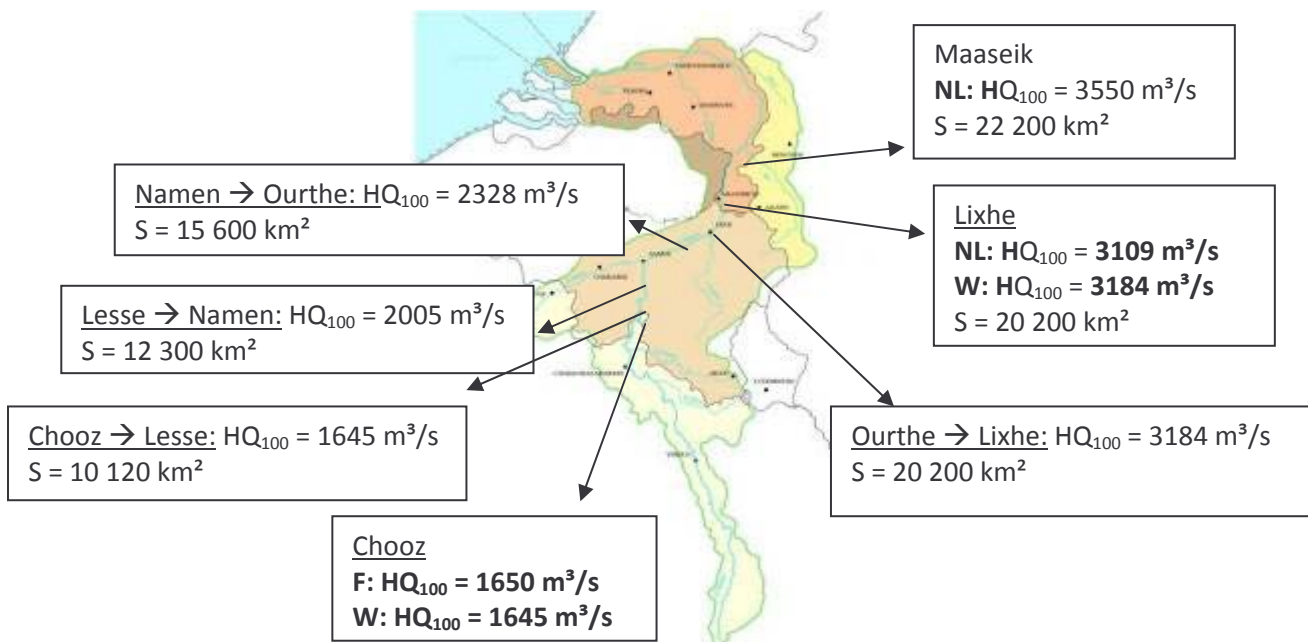 Maaseik
NL: HQ₁₀₀ = 3550 m³/s
S = 22 200 km²
Namen → Ourthe: HQ₁₀₀ = 2328 m³/s
S = 15 600 km²
Lixhe
NL: HQ₁₀₀ = 3109 m³/s
W: HQ₁₀₀ = 3184 m³/s
S = 20 200 km²
Lesse → Namen: HQ₁₀₀ = 2005 m³/s
S = 12 300 km²
Chooz → Lesse: HQ₁₀₀ = 1645 m³/s
S = 10 120 km²
Ourthe → Lixhe: HQ₁₀₀ = 3184 m³/s
S = 20 200 km²
Chooz
F: HQ₁₀₀ = 1650 m³/s
W: HQ₁₀₀ = 1645 m³/s